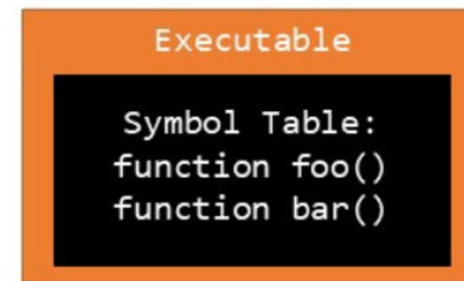 Executable
Symbol Table:
function foo()
function bar()